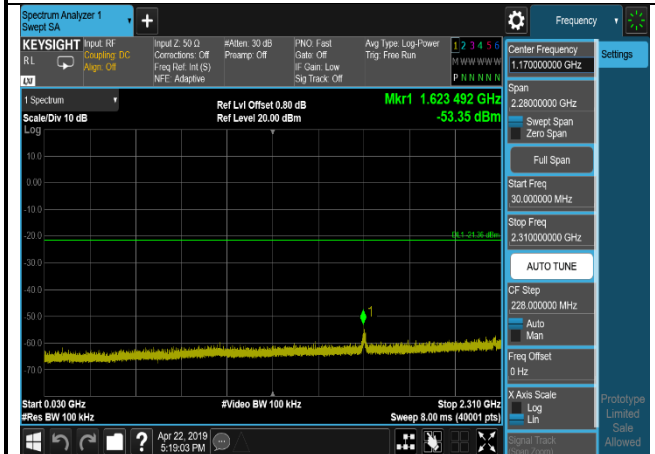 Spectrum Analyzer 1
Swept SA
Frequency
KEYSIGHT
RL
LXI
Input: RF
Coupling: DC
Align: Off
Input Z: 50 Ω
Corrections: Off
Freq Ref: Int (S)
NFE: Adaptive
#Atten: 30 dB
Preamp: Off
PNO: Fast
Gate: Off
IF Gain: Low
Sig Track: Off
Avg Type: Log-Power
Trig: Free Run
1 2 3 4 5 6
M W W W W W
P N N N N N
1 Spectrum
Scale/Div 10 dB
Log
Ref Lvl Offset 0.80 dB
Ref Level 20.00 dBm
Mkr1 1.623 492 GHz
-53.35 dBm
10.0
0.00
-10.0
-20.0
-30.0
-40.0
-50.0
-60.0
-70.0
DL1 -21.35 dBm
1
Start 0.030 GHz
#Res BW 100 kHz
#Video BW 100 kHz
Stop 2.310 GHz
Sweep 8.00 ms (40001 pts)
?
Apr 22, 2019
5:19:03 PM
Settings
Center Frequency
1.170000000 GHz
Span
2.28000000 GHz
Swept Span
Zero Span
Full Span
Start Freq
30.000000 MHz
Stop Freq
2.310000000 GHz
AUTO TUNE
CF Step
228.000000 MHz
Auto
Man
Freq Offset
0 Hz
X Axis Scale
Log
Lin
Signal Track
(Span Zoom)
Prototype
Limited
Sale
Allowed